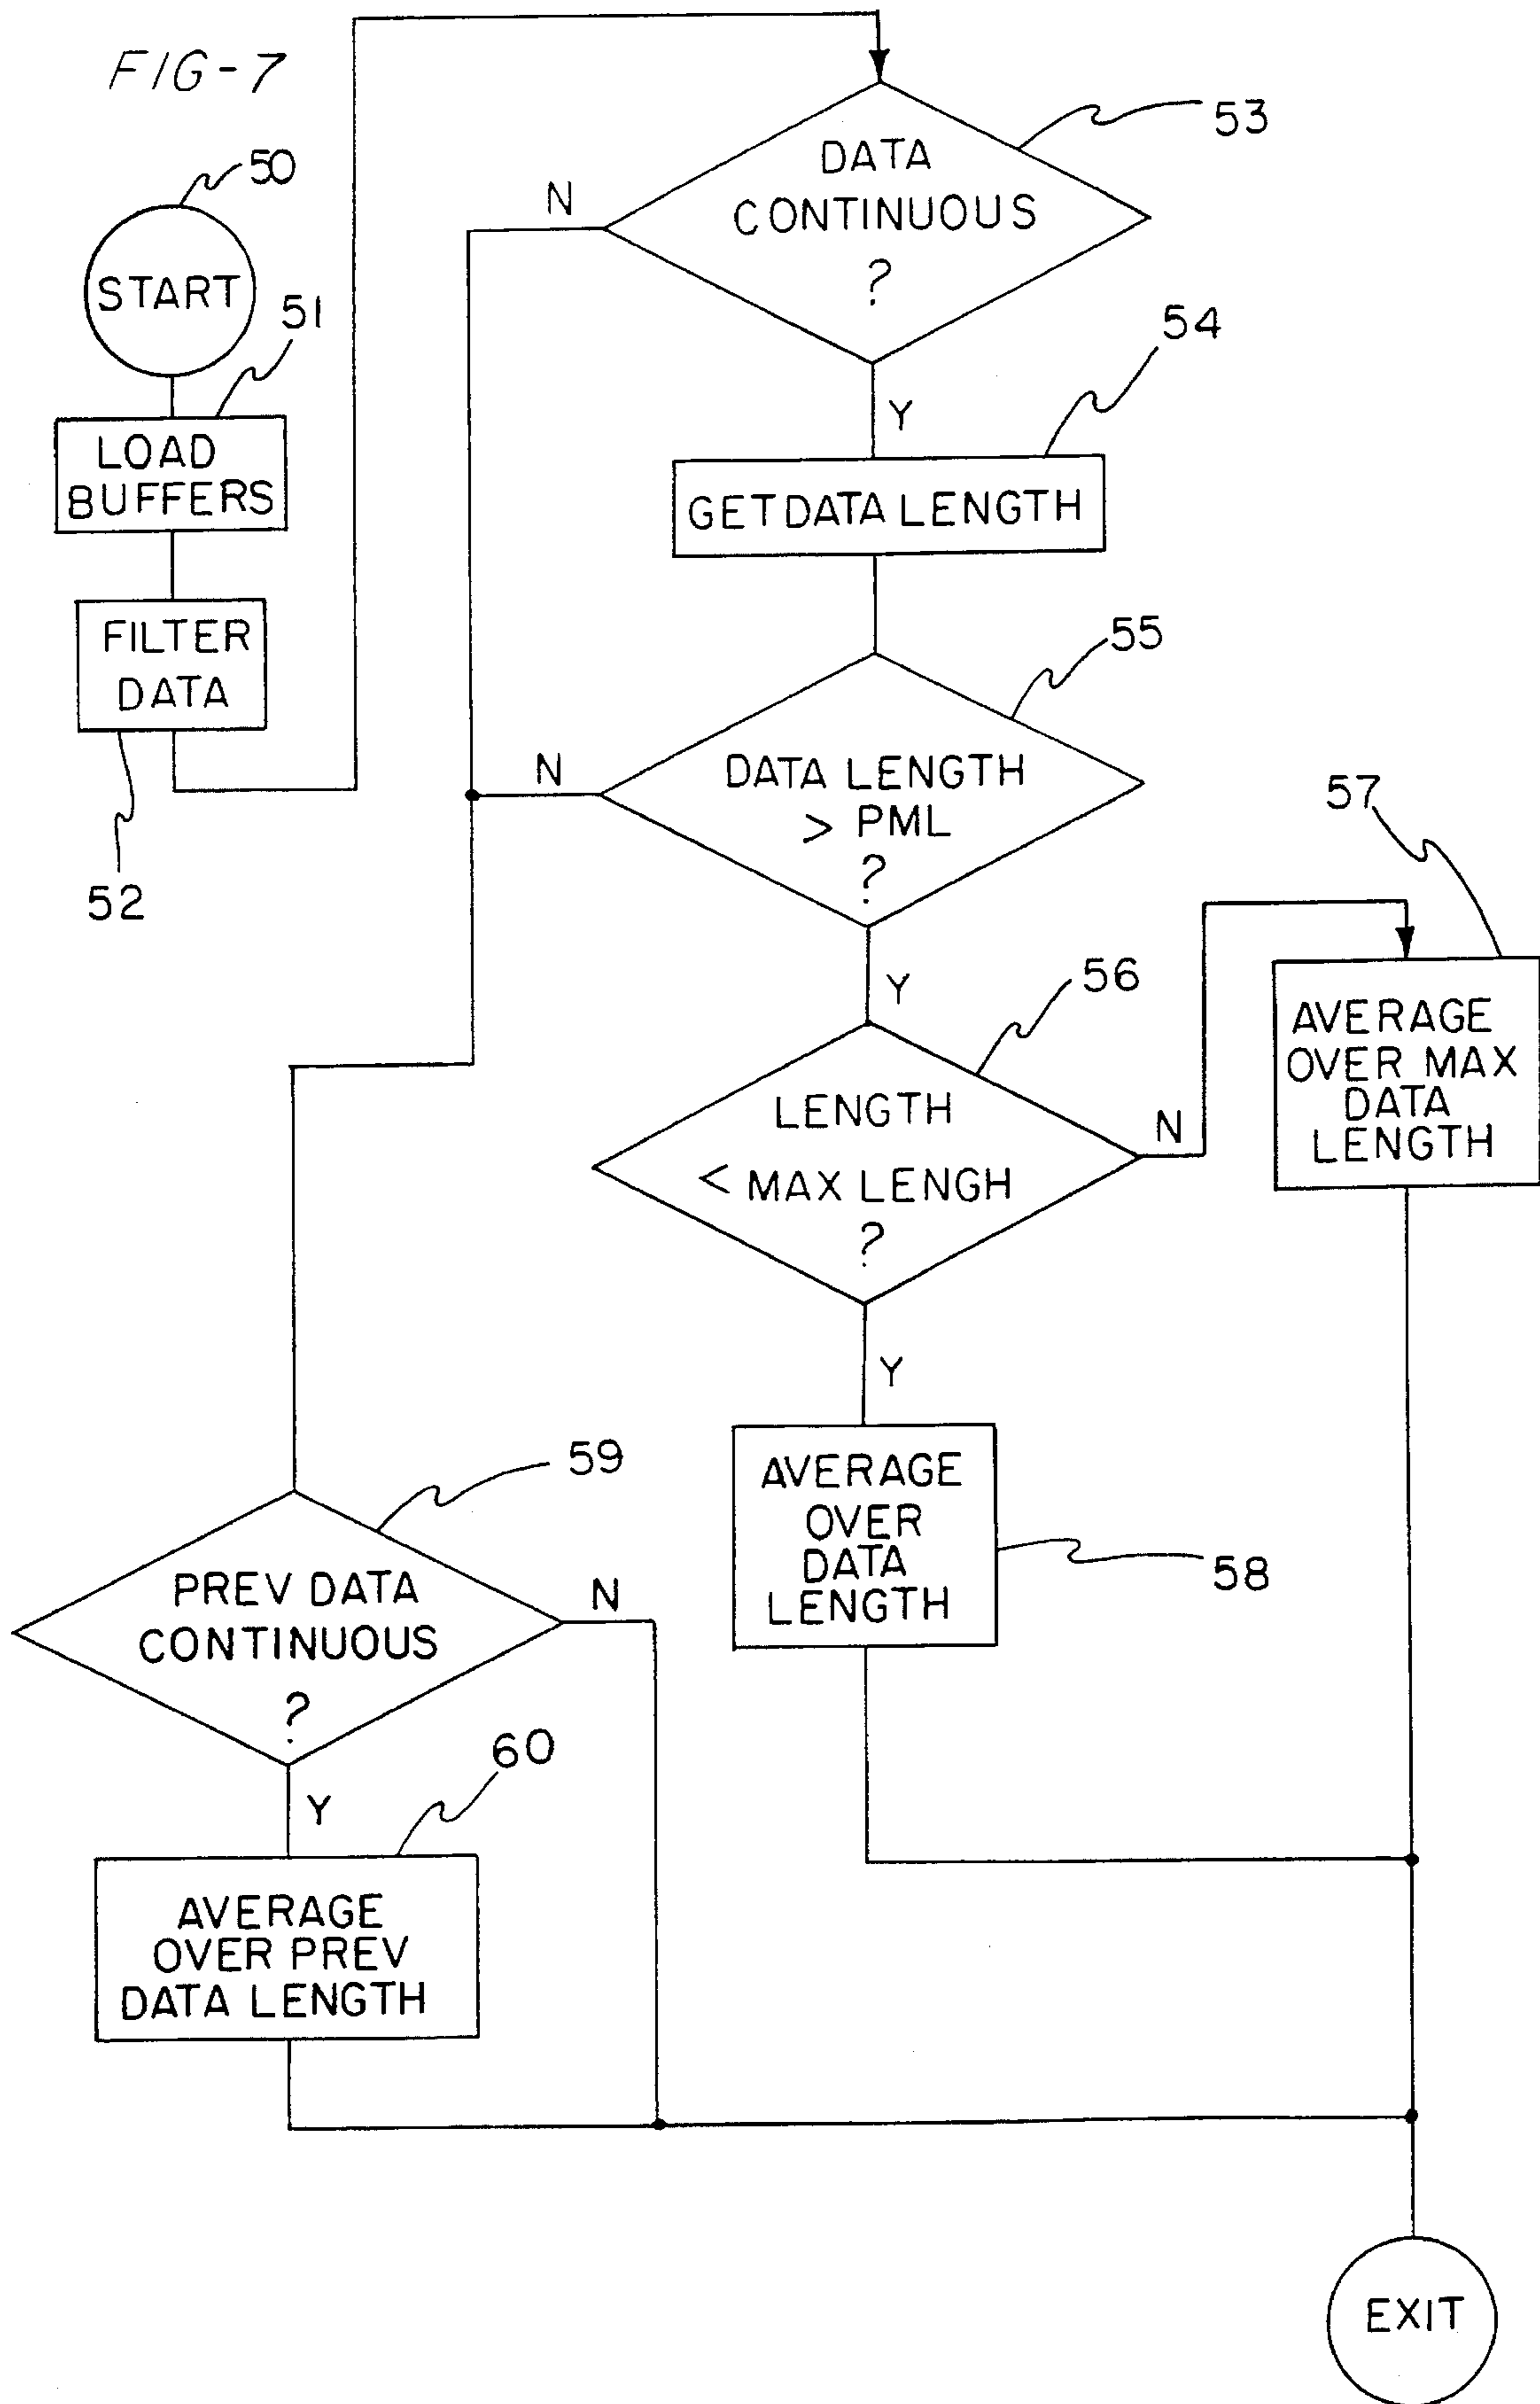 FIG-7
50
START
51
LOAD
BUFFERS
FILTER
DATA
52
53
DATA
CONTINUOUS
?
N
Y
54
GET DATA LENGTH
55
DATA LENGTH
> PML
?
N
Y
56
LENGTH
< MAX LENGH
?
N
Y
57
AVERAGE
OVER MAX
DATA
LENGTH
AVERAGE
OVER
DATA
LENGTH
58
59
PREV DATA
CONTINUOUS
?
N
Y
60
AVERAGE
OVER PREV
DATA LENGTH
EXIT